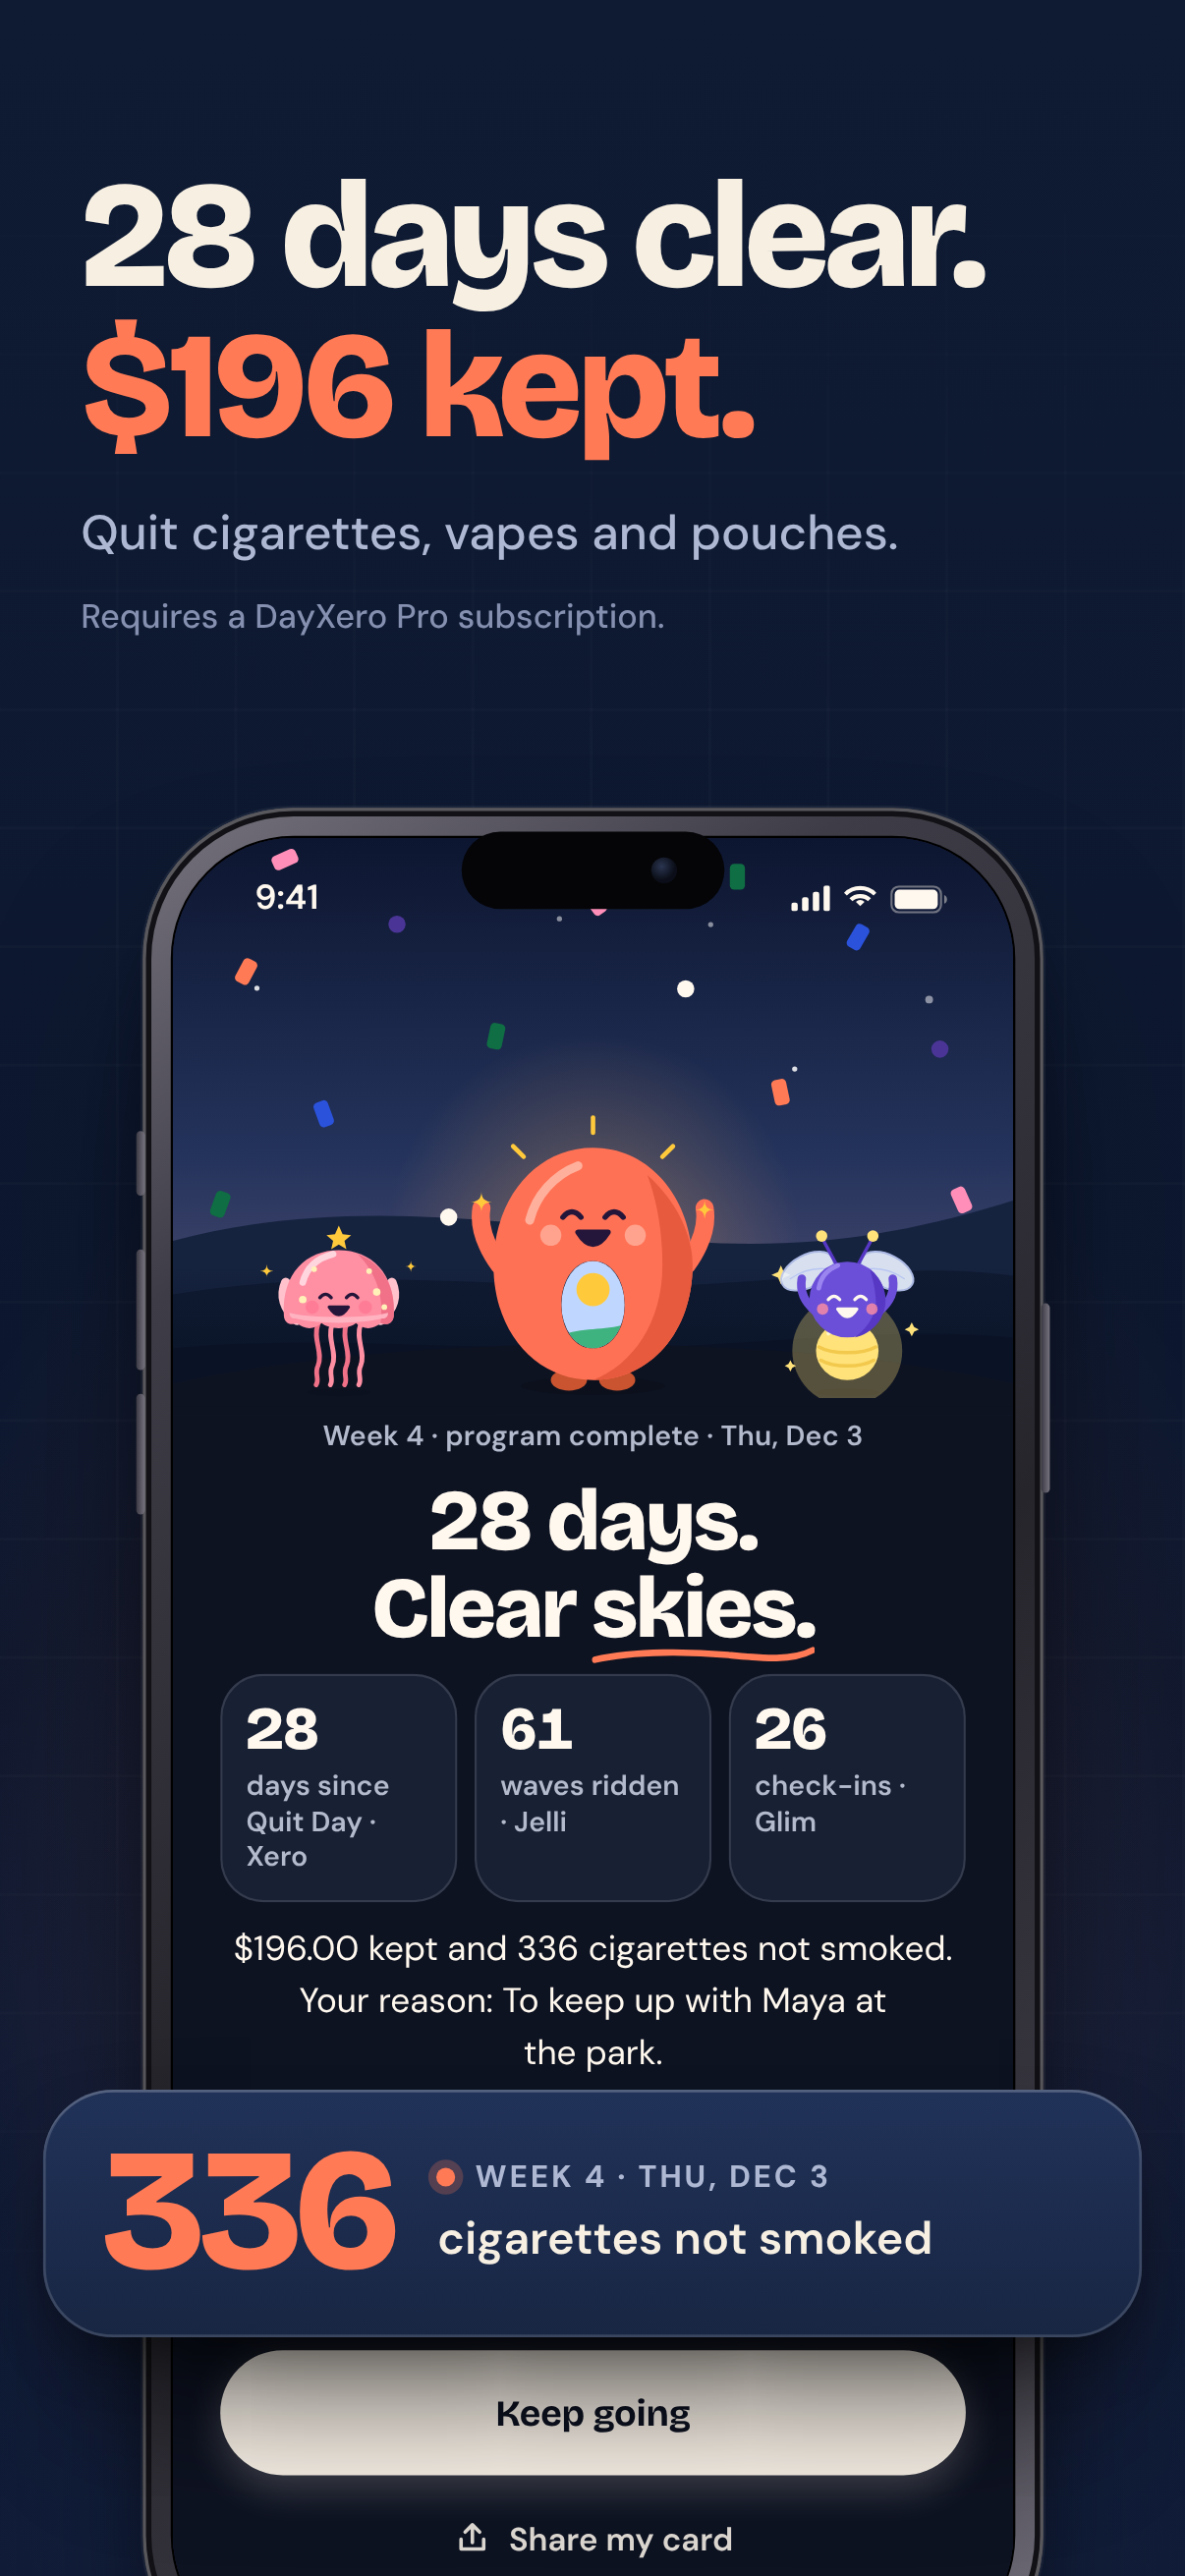 28 days clear.
$196 kept.
Quit cigarettes, vapes and pouches.
Requires a DayXero Pro subscription.
9:41
Week 4 · program complete · Thu, Dec 3
28 days.
Clear skies.
28
days since
Quit Day ·
Xero
61
waves ridden
· Jelli
26
check-ins ·
Glim
$196.00 kept and 336 cigarettes not smoked.
Your reason: To keep up with Maya at
the park.
336
WEEK 4 · THU, DEC 3
cigarettes not smoked
Keep going
Share my card